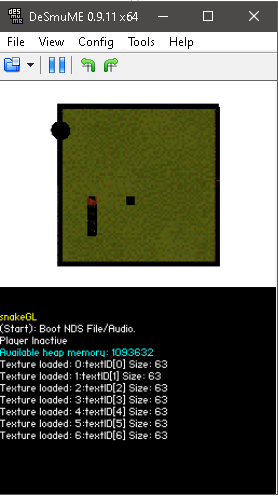 DeSmuME 0.9.11 x64
File View Config Tools Help
snakeGL
(Start): Boot NDS File/Audio.
Player Inactive
Available heap memory: 1093632
Texture loaded: 0:textID[0] Size: 63
Texture loaded: 1:textID[1] Size: 63
Texture loaded: 2:textID[2] Size: 63
Texture loaded: 3:textID[3] Size: 63
Texture loaded: 4:textID[4] Size: 63
Texture loaded: 5:textID[5] Size: 63
Texture loaded: 6:textID[6] Size: 63